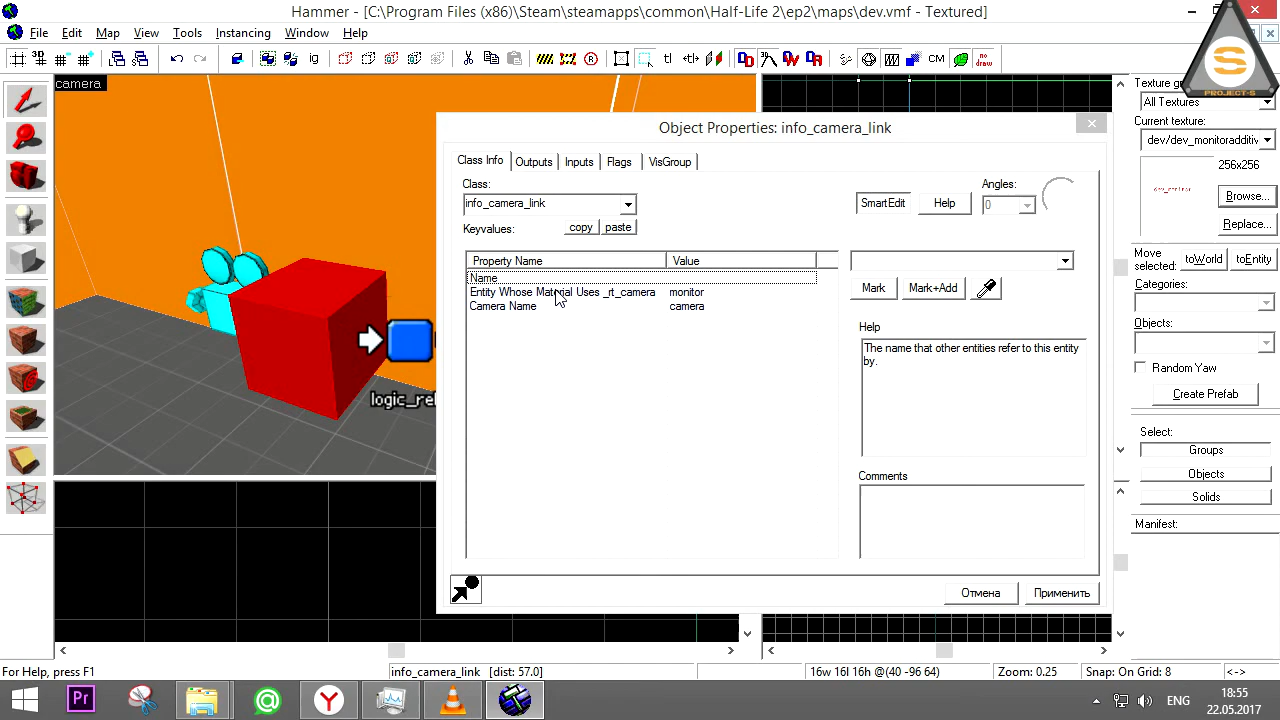 Hammer - [C:\Program Files (x86)\Steam\steamapps\common\Half-Life 2\ep2\maps\dev.vmf - Textured]
File Edit Map View Tools Instancing Window Help
camera
Object Properties: info_camera_link
Class Info Outputs Inputs Flags VisGroup
Class:
info_camera_link
SmartEdit
Help
Angles:
0
Keyvalues:
copy
paste
Property Name Value
Name
Entity Whose Material Uses _rt_camera monitor
Camera Name camera
Mark
Mark+Add
Help
The name that other entities refer to this entity
by.
Comments
Отмена
Применить
logic_rel
PROJECT-S
All Textures
Current texture:
dev/dev_monitoradditiv
256x256
Browse...
Replace...
Move
selected:
toWorld
toEntity
Categories:
Objects:
Random Yaw
Create Prefab
Select:
Groups
Objects
Solids
Manifest:
For Help, press F1
info_camera_link [dist: 57.0]
16w 16l 16h @(40 -96 64)
Zoom: 0.25
Snap: On Grid: 8
<->
Pr
ENG
18:55
22.05.2017